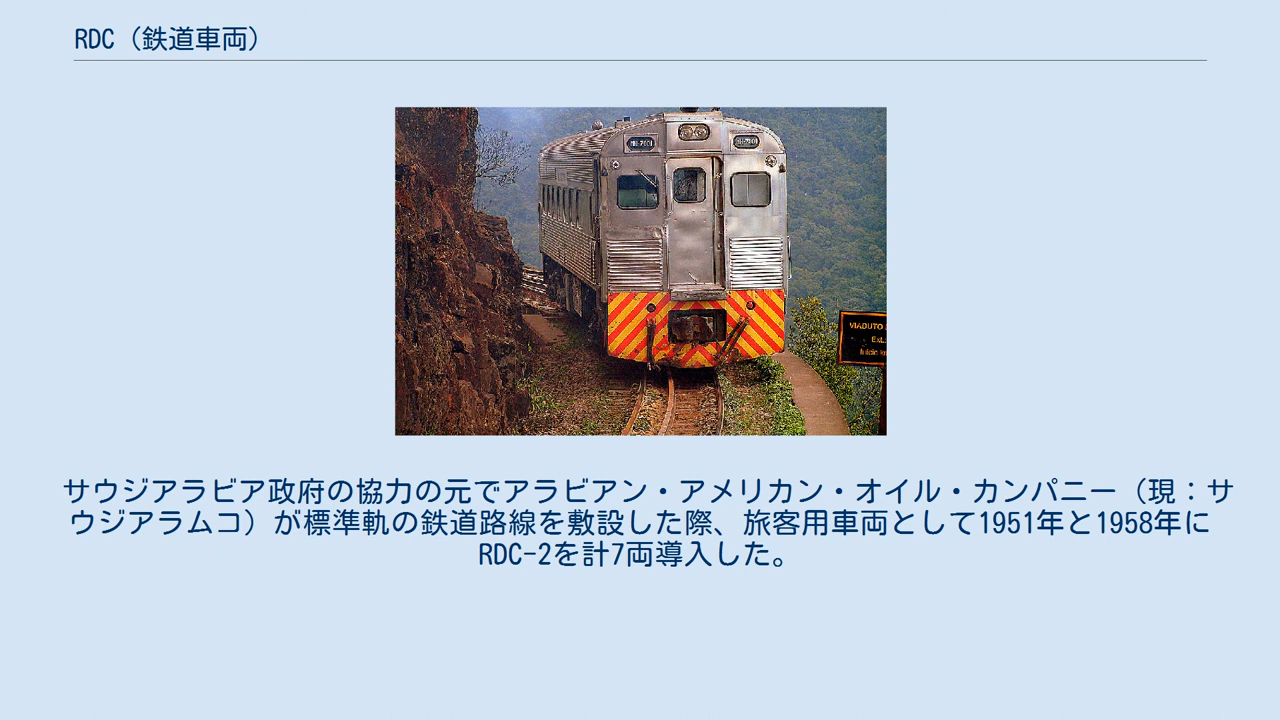 RDC（鉄道車両）
VIADUTO
サウジアラビア政府の協力の元でアラビアン・アメリカン・オイル・カンパニー（現：サ
ウジアラムコ）が標準軌の鉄道路線を敷設した際、旅客用車両として1951年と1958年に
RDC-2を計7両導入した。